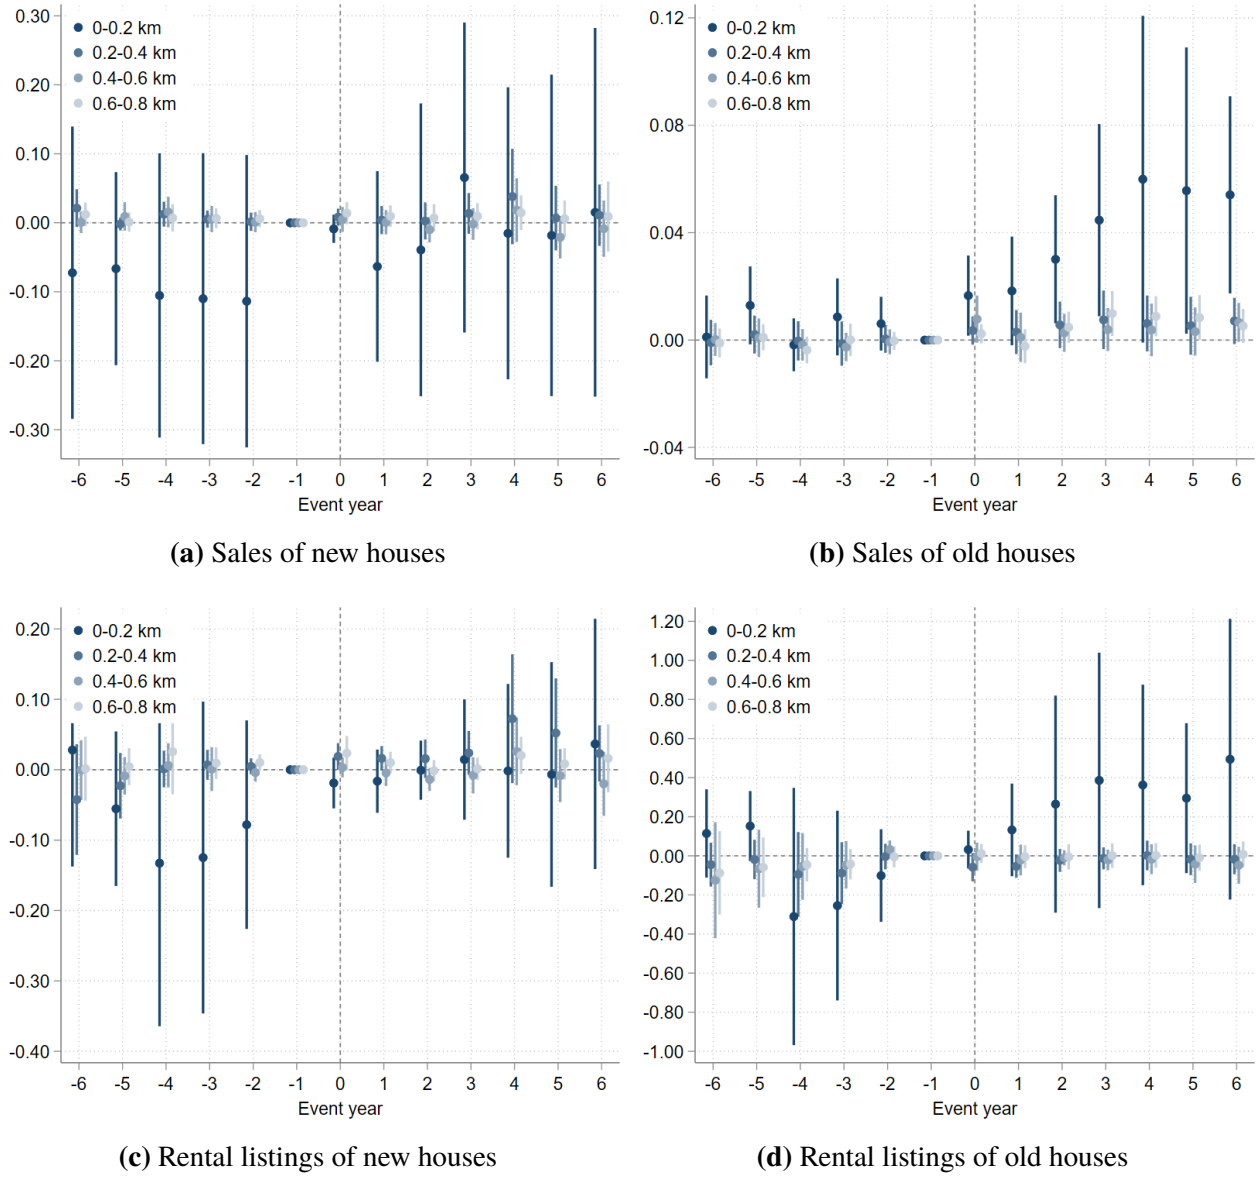 0.30
0.20
0.10
0.00
-0.10
-0.20
-0.30
0-0.2 km
0.2-0.4 km
0.4-0.6 km
0.6-0.8 km
-6 -5 -4 -3 -2 -1 0 1 2 3 4 5 6
Event year
(a) Sales of new houses
0.12
0.08
0.04
0.00
-0.04
0-0.2 km
0.2-0.4 km
0.4-0.6 km
0.6-0.8 km
-6 -5 -4 -3 -2 -1 0 1 2 3 4 5 6
Event year
(b) Sales of old houses
0.20
0.10
0.00
-0.10
-0.20
-0.30
-0.40
0-0.2 km
0.2-0.4 km
0.4-0.6 km
0.6-0.8 km
-6 -5 -4 -3 -2 -1 0 1 2 3 4 5 6
Event year
(c) Rental listings of new houses
1.20
1.00
0.80
0.60
0.40
0.20
0.00
-0.20
-0.40
-0.60
-0.80
-1.00
0-0.2 km
0.2-0.4 km
0.4-0.6 km
0.6-0.8 km
-6 -5 -4 -3 -2 -1 0 1 2 3 4 5 6
Event year
(d) Rental listings of old houses